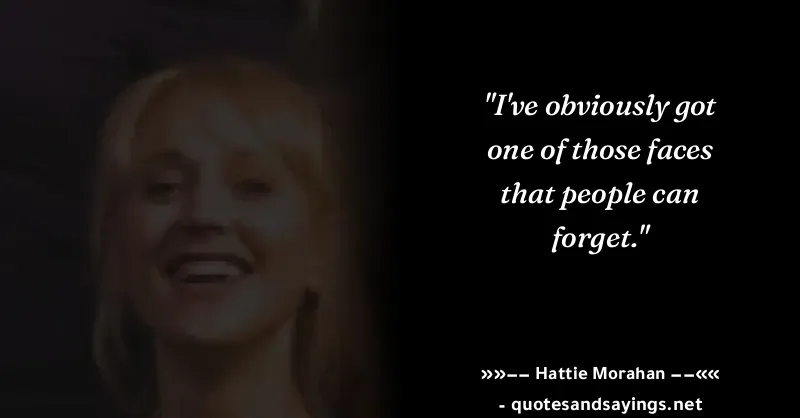 "I've obviously got
one of those faces
that people can
forget."
»»−− Hattie Morahan −−««
- quotesandsayings.net